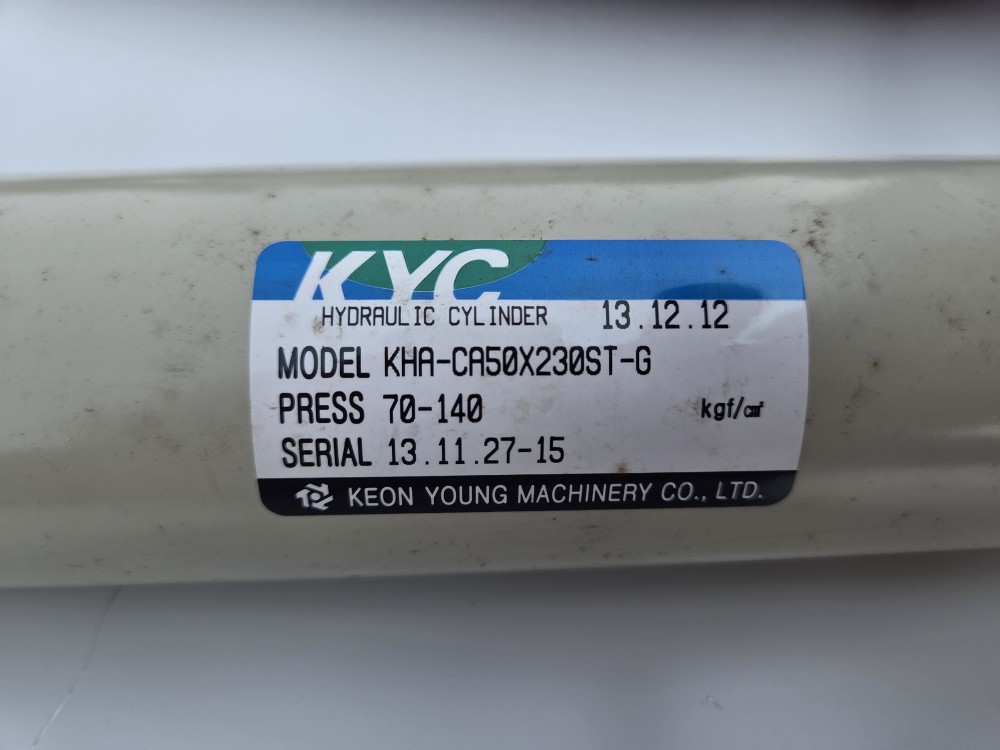 KYC
HYDRAULIC CYLINDER 13.12.12
MODEL KHA-CA50X230ST-G
PRESS 70-140 kgf/㎠
SERIAL 13.11.27-15
KEON YOUNG MACHINERY CO., LTD.